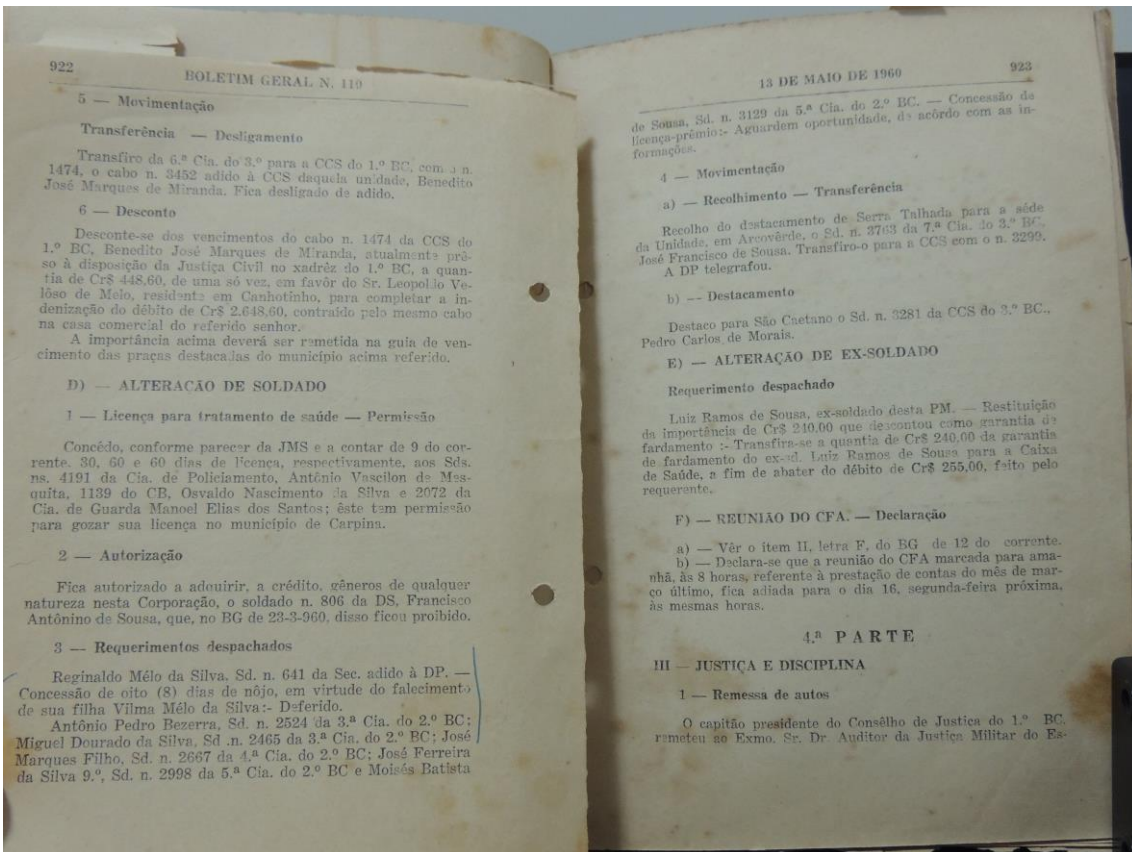 922
BOLETIM GERAL N. 110
5 — Movimentação
Transferência — Desligamento
Transfiro da 6.ª Cia. do 3.º para a CCS do 1.º BC, com o n.
1474, o cabo n. 3452 adido à CCS daquela unidade, Benedito
José Marques de Miranda. Fica desligado de adido.
6 — Desconto
Desconte-se dos vencimentos do cabo n. 1474 da CCS do
1.º BC, Benedito José Marques de Miranda, atualmente prê-
so à disposição da Justiça Civil no xadrêz do 1.º BC, a quan-
tia de Cr$ 448,60, de uma só vez, em favôr do Sr. Leopoldo Ve-
lôso de Melo, residente em Canhotinho, para completar a in-
denização do débito de Cr$ 2.648,60, contraido pelo mesmo cabo
na casa comercial do referido senhor.
A importância acima deverá ser remetida na guia de ven-
cimento das praças destacadas do município acima referido.
D) — ALTERAÇÃO DE SOLDADO
1 — Licença para tratamento de saúde — Permissão
Concêdo, conforme parecer da JMS e a contar de 9 do cor-
rente. 30, 60 e 60 dias de licença, respectivamente, aos Sds.
ns. 4191 da Cia. de Policiamento, Antônio Vascilon de Mes-
quita, 1139 do CB, Osvaldo Nascimento da Silva e 2072 da
Cia. de Guarda Manoel Elias dos Santos; êste tem permissão
para gozar sua licença no município de Carpina.
2 — Autorização
Fica autorizado a adquirir, a crédito, gêneros de qualquer
natureza nesta Corporação, o soldado n. 806 da DS, Francisco
Antônino de Sousa, que, no BG de 23-3-960, disso ficou proibido.
3 — Requerimentos despachados
Reginaldo Mélo da Silva, Sd. n. 641 da Sec. adido à DP. —
Concessão de oito (8) dias de nôjo, em virtude do falecimento
de sua filha Vilma Mélo da Silva:- Deferido.
Antônio Pedro Bezerra, Sd. n. 2524 da 3.ª Cia. do 2.º BC;
Miguel Dourado da Silva, Sd .n. 2465 da 3.ª Cia. do 2.º BC; José
Marques Filho, Sd. n. 2667 da 4.ª Cia. do 2.º BC; José Ferreira
da Silva 9.º, Sd. n. 2998 da 5.ª Cia. do 2.º BC e Moisés Batista
13 DE MAIO DE 1960
923
de Sousa, Sd. n. 3129 da 5.ª Cia. do 2.º BC. — Concessão da
licença-prêmio:- Aguardem oportunidade, de acôrdo com as in-
formações.
4 — Movimentação
a) — Recolhimento — Transferência
Recolho do destacamento de Serra Talhada para a séde
da Unidade, em Arcovêrde, o Sd. n. 3763 da 7.ª Cia. do 3.º BC,
José Francisco de Sousa. Transfiro-o para a CCS com o n. 3299.
A DP telegrafou.
b) -- Destacamento
Destaco para São Caetano o Sd. n. 3281 da CCS do 3.º BC.,
Pedro Carlos de Morais.
E) — ALTERAÇÃO DE EX-SOLDADO
Requerimento despachado
Luiz Ramos de Sousa, ex-soldado desta PM. — Restituição
da importância de Cr$ 240,00 que descontou como garantia de
fardamento :- Transfira-se a quantia de Cr$ 240,00 da garantia
de fardamento do ex-sd. Luiz Ramos de Sousa para a Caixa
de Saúde, a fim de abater do débito de Cr$ 255,00, feito pelo
requerente.
F) — REUNIÃO DO CFA. — Declaração
a) — Vêr o item II, letra F, do BG de 12 do corrente.
b) — Declara-se que a reunião do CFA marcada para ama-
nhã, às 8 horas, referente à prestação de contas do mês de mar-
ço último, fica adiada para o dia 16, segunda-feira próxima,
às mesmas horas.
4.ª PARTE
III — JUSTIÇA E DISCIPLINA
1 — Remessa de autos
O capitão presidente do Consêlho de Justiça do 1.º BC,
remeteu ao Exmo. Sr. Dr. Auditor da Justiça Militar do Es-